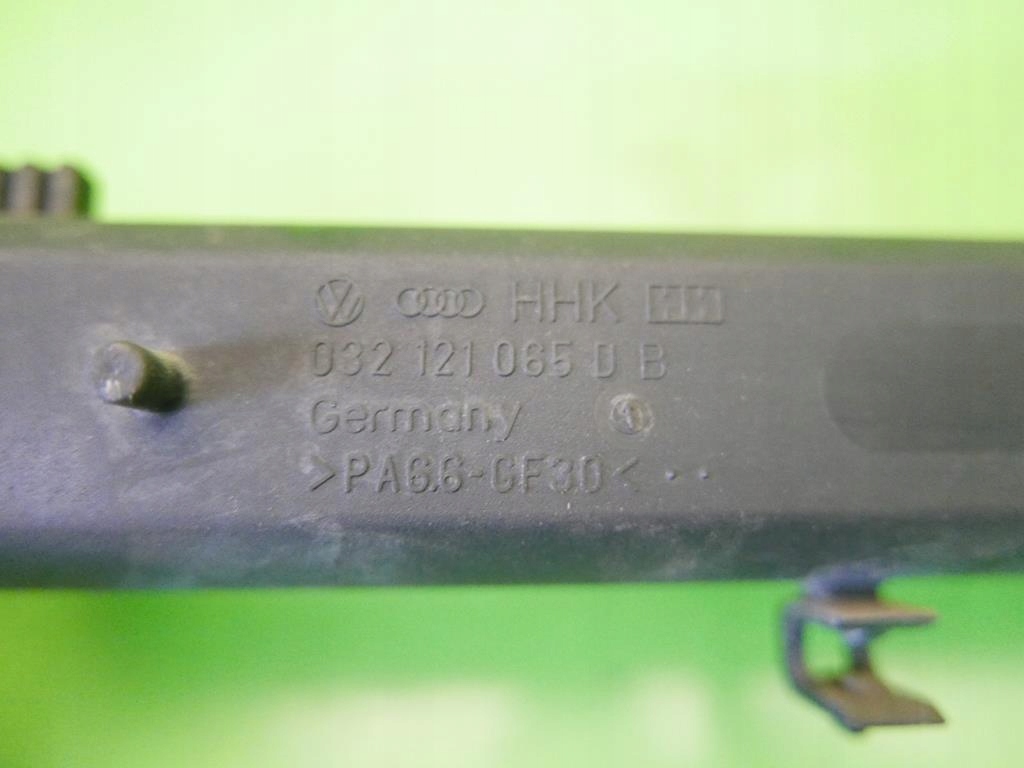 HHK
032 121 065 D B
Germany
>PA6.6-GF30<